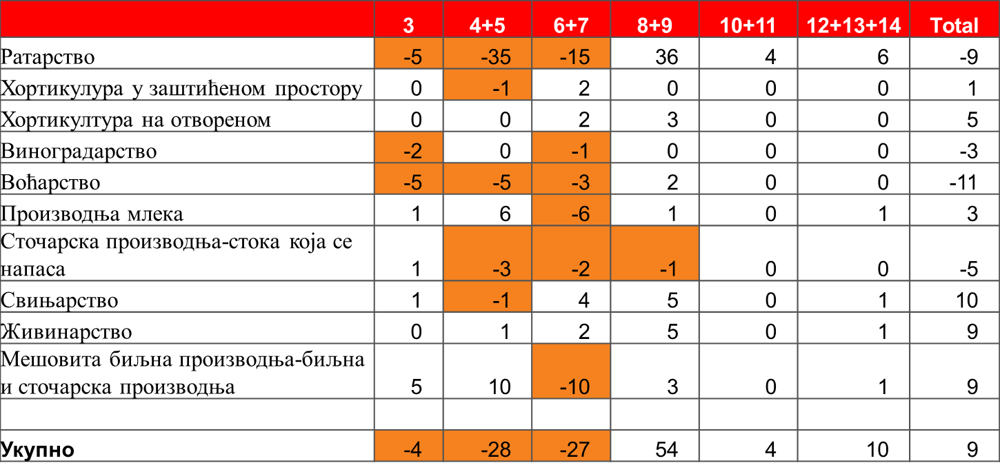 3 4+5 6+7 8+9 10+11 12+13+14 Total
Ратарство -5 -35 -15 36 4 6 -9
Хортикулура у заштићеном простору 0 -1 2 0 0 0 1
Хортикултура на отвореном 0 0 2 3 0 0 5
Виноградарство -2 0 -1 0 0 0 -3
Воћарство -5 -5 -3 2 0 0 -11
Производња млека 1 6 -6 1 0 1 3
Сточарска производња-стока која се
напаса 1 -3 -2 -1 0 0 -5
Свињарство 1 -1 4 5 0 1 10
Живинарство 0 1 2 5 0 1 9
Мешовита биљна производња-биљна
и сточарска производња 5 10 -10 3 0 1 9
Укупно -4 -28 -27 54 4 10 9